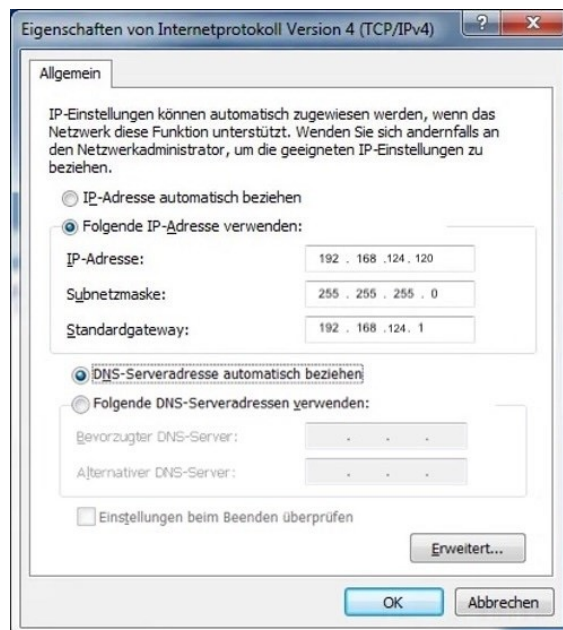 Eigenschaften von Internetprotokoll Version 4 (TCP/IPv4)
Allgemein
IP-Einstellungen können automatisch zugewiesen werden, wenn das
Netzwerk diese Funktion unterstützt. Wenden Sie sich andernfalls an
den Netzwerkadministrator, um die geeigneten IP-Einstellungen zu
beziehen.
IP-Adresse automatisch beziehen
Folgende IP-Adresse verwenden:
IP-Adresse: 192 . 168 .124 . 120
Subnetzmaske: 255 . 255 . 255 . 0
Standardgateway: 192 . 168 .124. 1
DNS-Serveradresse automatisch beziehen
Folgende DNS-Serveradressen verwenden:
Bevorzugter DNS-Server: . . .
Alternativer DNS-Server: . . .
Einstellungen beim Beenden überprüfen
Erweitert...
OK Abbrechen